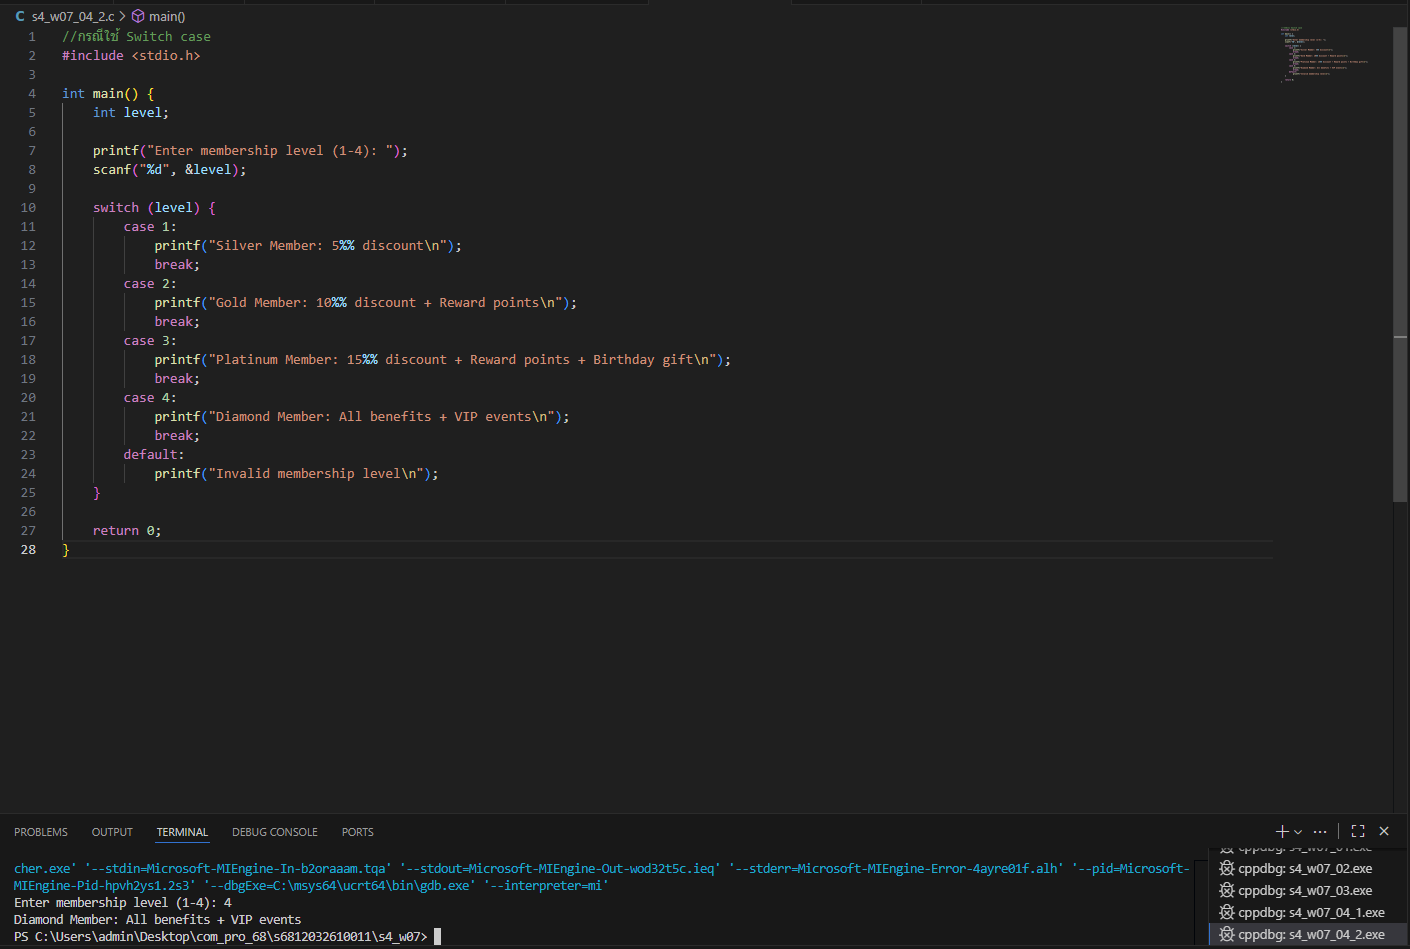 s4_w07_04_2.c > main()
1 //กรณีใช้ Switch case
2 #include <stdio.h>
3
4 int main() {
5     int level;
6
7     printf("Enter membership level (1-4): ");
8     scanf("%d", &level);
9
10     switch (level) {
11         case 1:
12             printf("Silver Member: 5%% discount\n");
13             break;
14         case 2:
15             printf("Gold Member: 10%% discount + Reward points\n");
16             break;
17         case 3:
18             printf("Platinum Member: 15%% discount + Reward points + Birthday gift\n");
19             break;
20         case 4:
21             printf("Diamond Member: All benefits + VIP events\n");
22             break;
23         default:
24             printf("Invalid membership level\n");
25     }
26
27     return 0;
28 }
PROBLEMS OUTPUT TERMINAL DEBUG CONSOLE PORTS
cher.exe' '--stdin=Microsoft-MIEngine-In-b2oraaam.tqa' '--stdout=Microsoft-MIEngine-Out-wod32t5c.ieq' '--stderr=Microsoft-MIEngine-Error-4ayre01f.alh' '--pid=Microsoft-
MIEngine-Pid-hpvh2ys1.2s3' '--dbgExe=C:\msys64\ucrt64\bin\gdb.exe' '--interpreter=mi'
Enter membership level (1-4): 4
Diamond Member: All benefits + VIP events
PS C:\Users\admin\Desktop\com_pro_68\s6812032610011\s4_w07>
cppdbg: s4_w07_01.exe
cppdbg: s4_w07_02.exe
cppdbg: s4_w07_03.exe
cppdbg: s4_w07_04_1.exe
cppdbg: s4_w07_04_2.exe